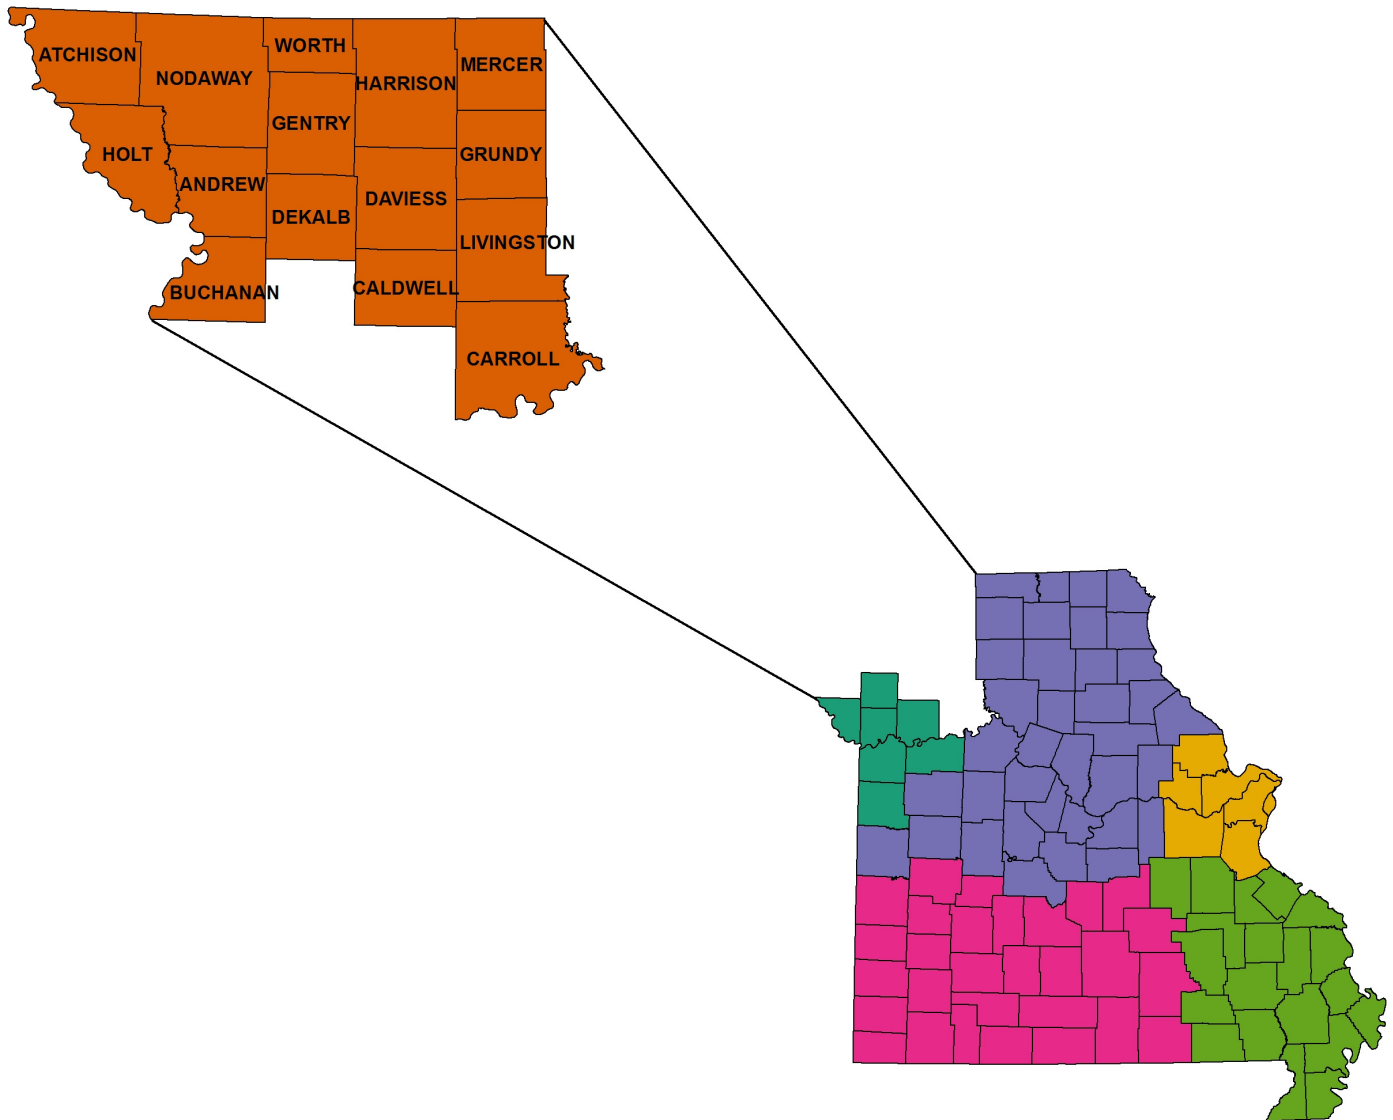 WORTH
ATCHISON
MERCER
NODAWAY
HARRISON
GENTRY
HOLT
GRUNDY
ANDREW
DAVIESS
DEKALB
LIVINGSTON
BUCHANAN
CALDWELL
CARROLL